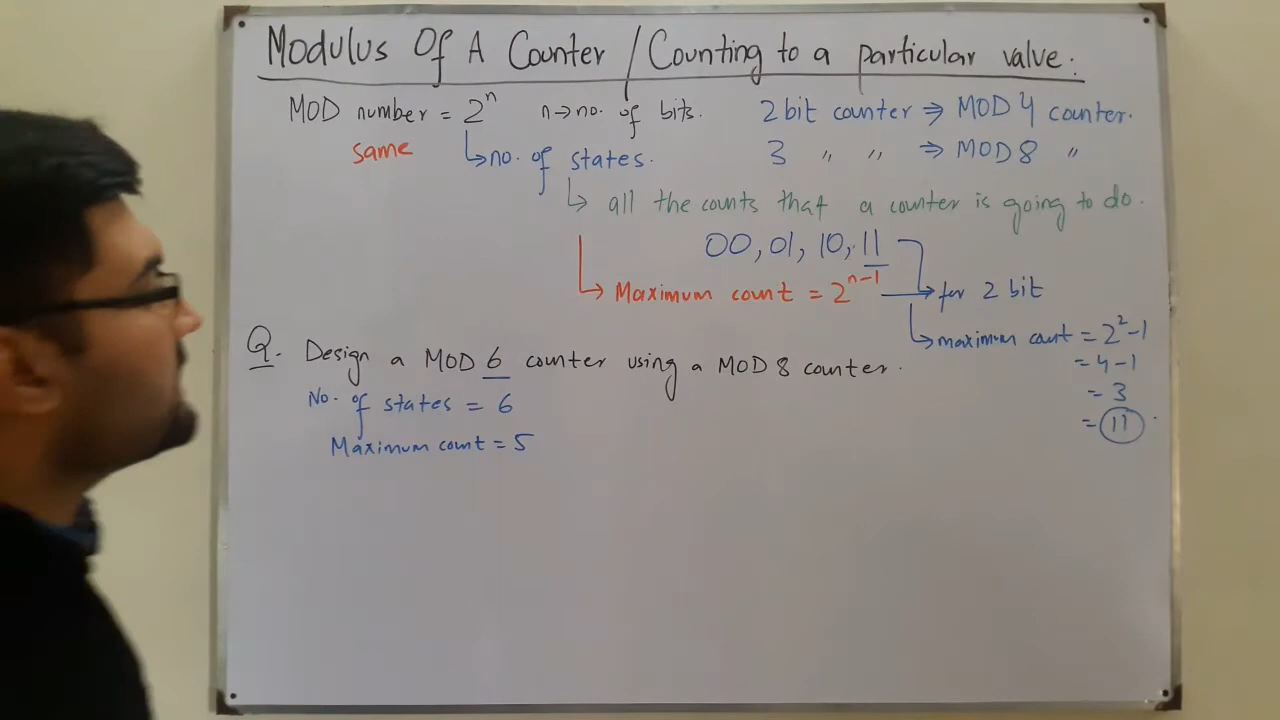 Modulus Of A Counter / Counting to a particular valve.
MOD number = 2^n n→no. of bits. 2 bit counter ⇒ MOD 4 counter.
same ↳no. of states. 3 〃 〃 ⇒ MOD 8 〃
↳ all the counts that a counter is going to do.
00, 01, 10, 11
↳ Maximum count = 2^n-1 → for 2 bit
↳maximum count = 2^2-1
Q. Design a MOD 6 counter using a MOD 8 counter.
= 4-1
No. of states = 6
= 3
= 11
Maximum count = 5